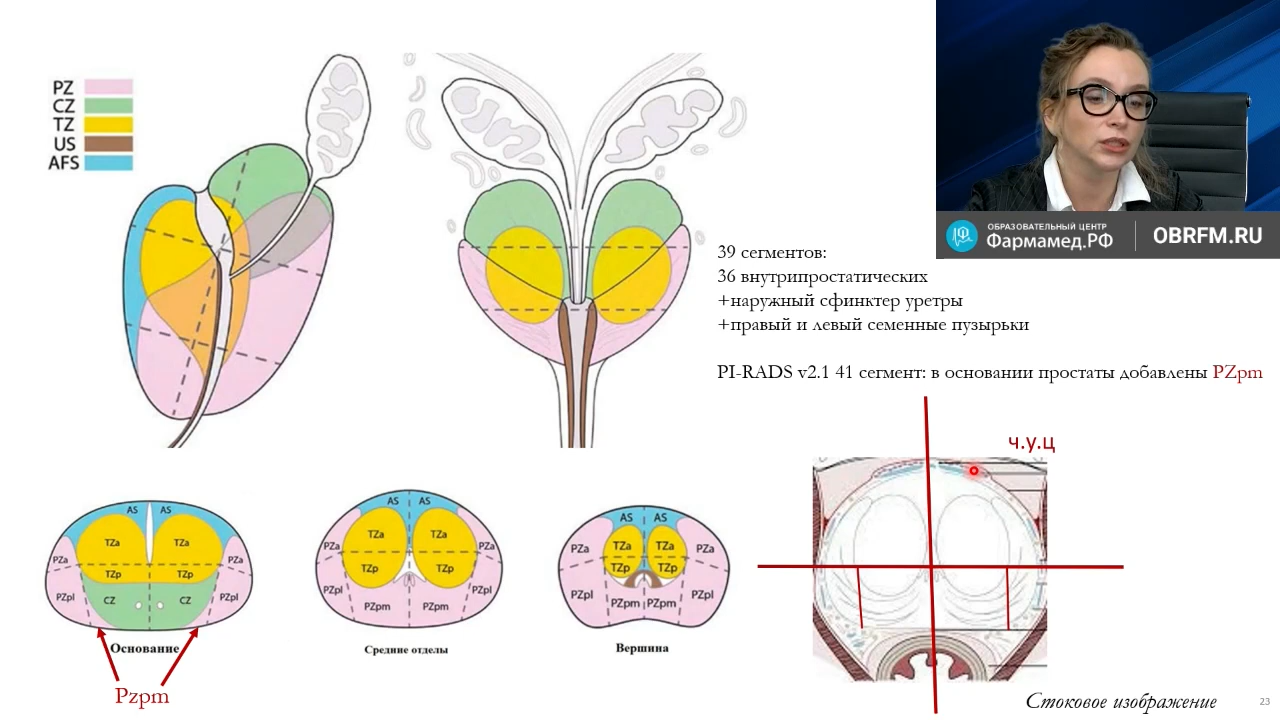 PZ
CZ
TZ
US
AFS
ОБРАЗОВАТЕЛЬНЫЙ ЦЕНТР
Фармамед.РФ
OBRFM.RU
39 сегментов:
36 внутрипростатических
+наружный сфинктер уретры
+правый и левый семенные пузырьки
PI-RADS v2.1 41 сегмент: в основании простаты добавлены PZpm
ч.у.ц
AS AS
TZa TZa
PZa PZa
TZp TZp
PZpl CZ CZ PZpl
Основание
Pzpm
AS AS
TZa TZa
PZa PZa
TZp TZp
PZpl PZpl
PZpm PZpm
Средние отделы
AS AS
PZa TZa TZa PZa
TZp TZp
PZpl PZpl
PZpm PZpm
Вершина
Стоковое изображение
23